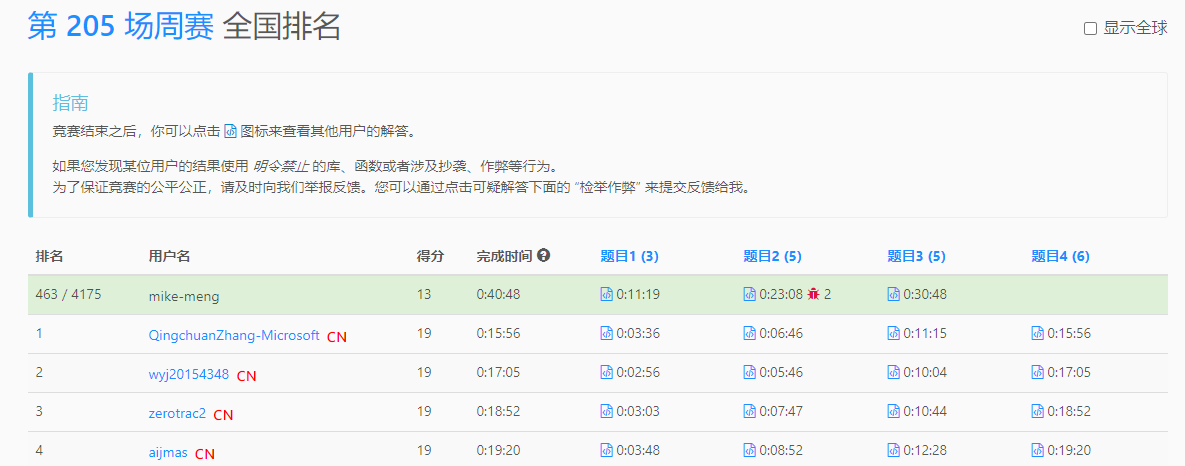 第 205 场周赛 全国排名
显示全球
指南
竞赛结束之后，你可以点击 图标来查看其他用户的解答。
如果您发现某位用户的结果使用 明令禁止 的库、函数或者涉及抄袭、作弊等行为。
为了保证竞赛的公平公正，请及时向我们举报反馈。您可以通过点击可疑解答下面的 “检举作弊” 来提交反馈给我。
排名 用户名 得分 完成时间 题目1 (3) 题目2 (5) 题目3 (5) 题目4 (6)
463 / 4175 mike-meng 13 0:40:48 0:11:19 0:23:08 2 0:30:48
1 QingchuanZhang-Microsoft CN 19 0:15:56 0:03:36 0:06:46 0:11:15 0:15:56
2 wyj20154348 CN 19 0:17:05 0:02:56 0:05:46 0:10:04 0:17:05
3 zerotrac2 CN 19 0:18:52 0:03:03 0:07:47 0:10:44 0:18:52
4 aijmas CN 19 0:19:20 0:03:48 0:08:52 0:12:28 0:19:20